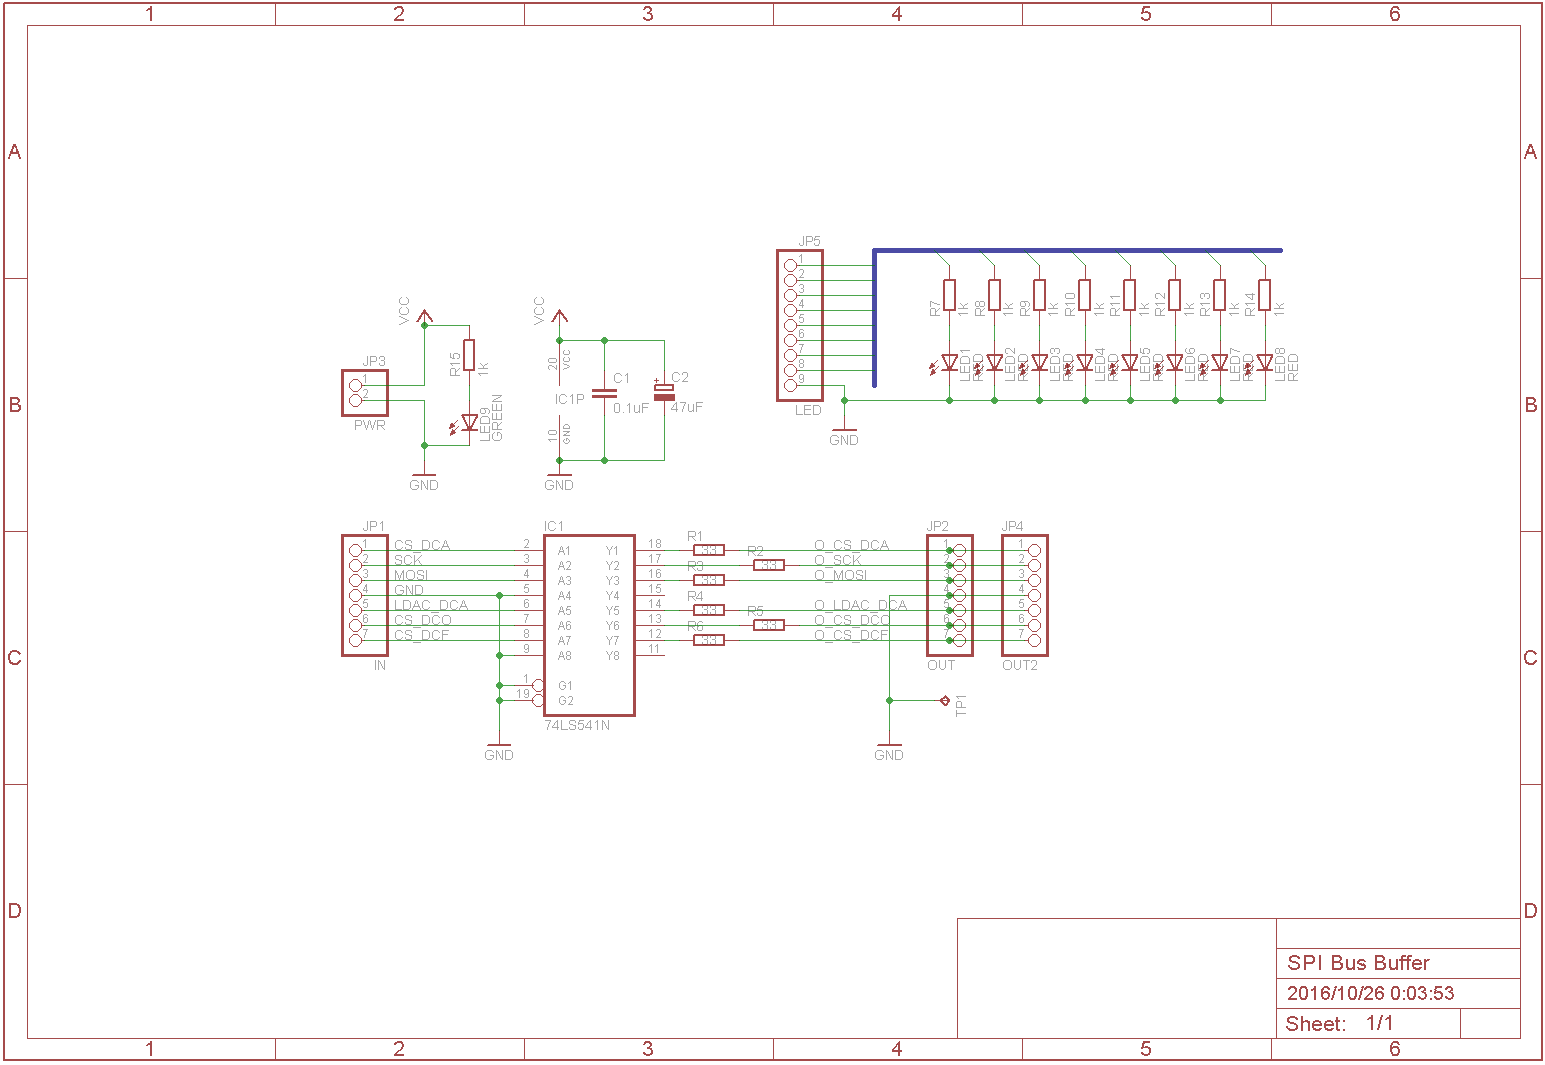 1 2 3 4 5 6
A A
B B
C C
D D
1 2 3 4 5 6
JP5
1
2
3
4
5
6
7
8
9
LED
GND
R7 1k
R8 1k
R9 1k
R10 1k
R11 1k
R12 1k
R13 1k
R14 1k
LED1 RED
LED2 RED
LED3 RED
LED4 RED
LED5 RED
LED6 RED
LED7 RED
LED8 RED
VCC
JP3
1
2
PWR
R15 1k
LED9
GREEN
GND
VCC
20 VCC
IC1P
10 GND
GND
C1
0.1uF
+
C2
47uF
JP1
1 CS_DCA
2 SCK
3 MOSI
4 GND
5 LDAC_DCA
6 CS_DCO
7 CS_DCF
IN
IC1
2 A1 Y1 18
3 A2 Y2 17
4 A3 Y3 16
5 A4 Y4 15
6 A5 Y5 14
7 A6 Y6 13
8 A7 Y7 12
9 A8 Y8 11
1 G1
19 G2
74LS541N
GND
R1 33
R2 33
R3 33
R4 33
R5 33
R6 33
O_CS_DCA
O_SCK
O_MOSI
O_LDAC_DCA
O_CS_DCO
O_CS_DCF
JP2
1
2
3
4
5
6
7
OUT
JP4
1
2
3
4
5
6
7
OUT2
TP1
GND
SPI Bus Buffer
2016/10/26 0:03:53
Sheet: 1/1